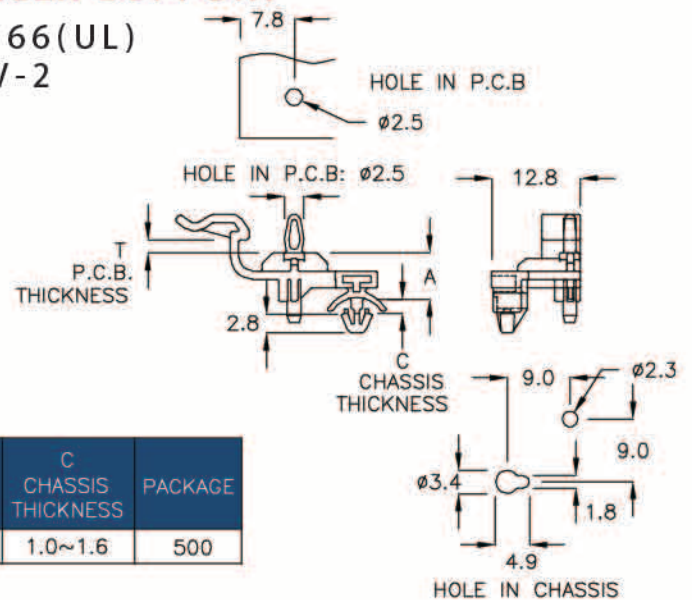 66(UL)
V-2
7.8
HOLE IN P.C.B
ø2.5
HOLE IN P.C.B: ø2.5
12.8
T
P.C.B.
THICKNESS
A
2.8
C
CHASSIS
THICKNESS
9.0
ø2.3
9.0
ø3.4
1.8
4.9
HOLE IN CHASSIS
C
CHASSIS
THICKNESS
PACKAGE
1.0~1.6
500